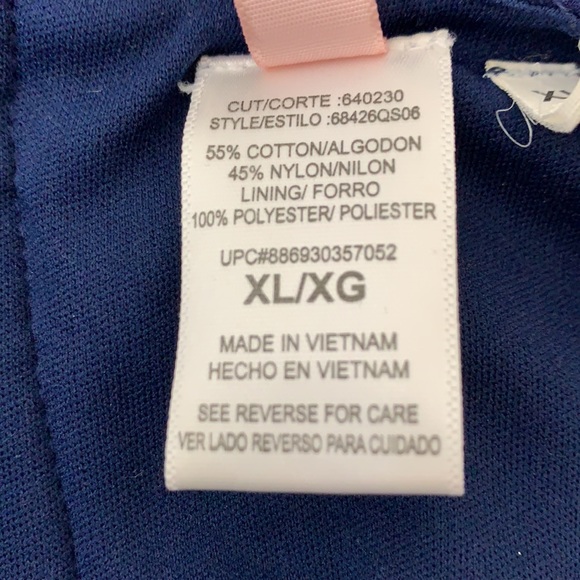 CUT/CORTE :640230
STYLE/ESTILO :68426QS06
55% COTTON/ALGODON
45% NYLON/NILON
LINING/ FORRO
100% POLYESTER/ POLIESTER
UPC#886930357052
XL/XG
MADE IN VIETNAM
HECHO EN VIETNAM
SEE REVERSE FOR CARE
VER LADO REVERSO PARA CUIDADO